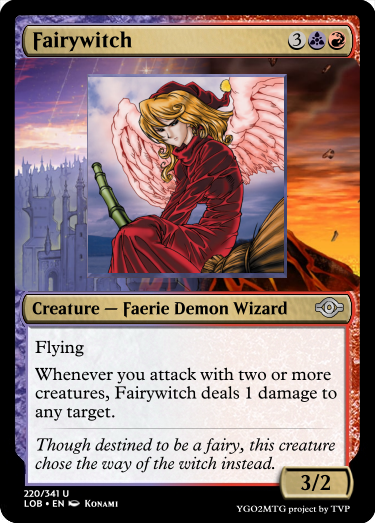 Fairywitch 3
Creature — Faerie Demon Wizard
Flying
Whenever you attack with two or more
creatures, Fairywitch deals 1 damage to
any target.
Though destined to be a fairy, this creature
chose the way of the witch instead.
3/2
220/341 U
LOB • EN Konami
YGO2MTG project by TVP